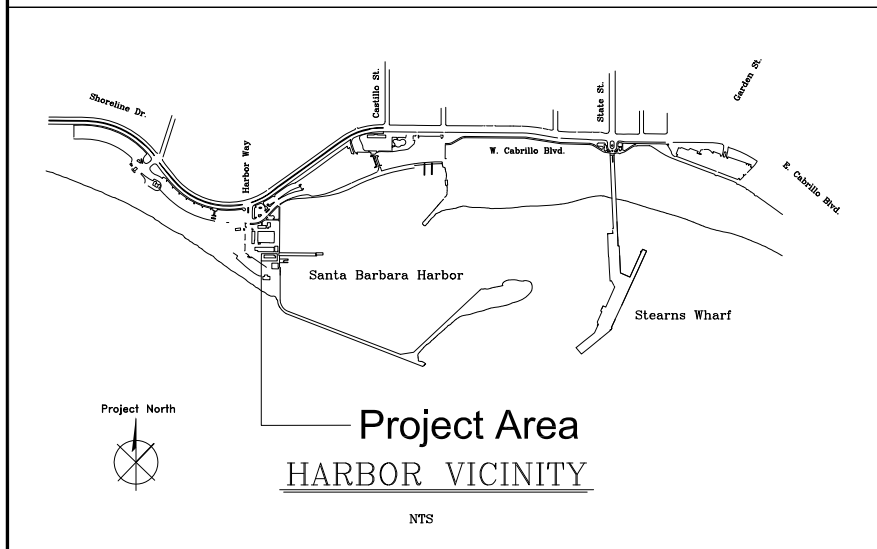 Shoreline Dr.
Harbor Way
Castillo St.
State St.
Garden St.
W. Cabrillo Blvd.
E. Cabrillo Blvd.
Santa Barbara Harbor
Stearns Wharf
Project North
Project Area
HARBOR VICINITY
NTS